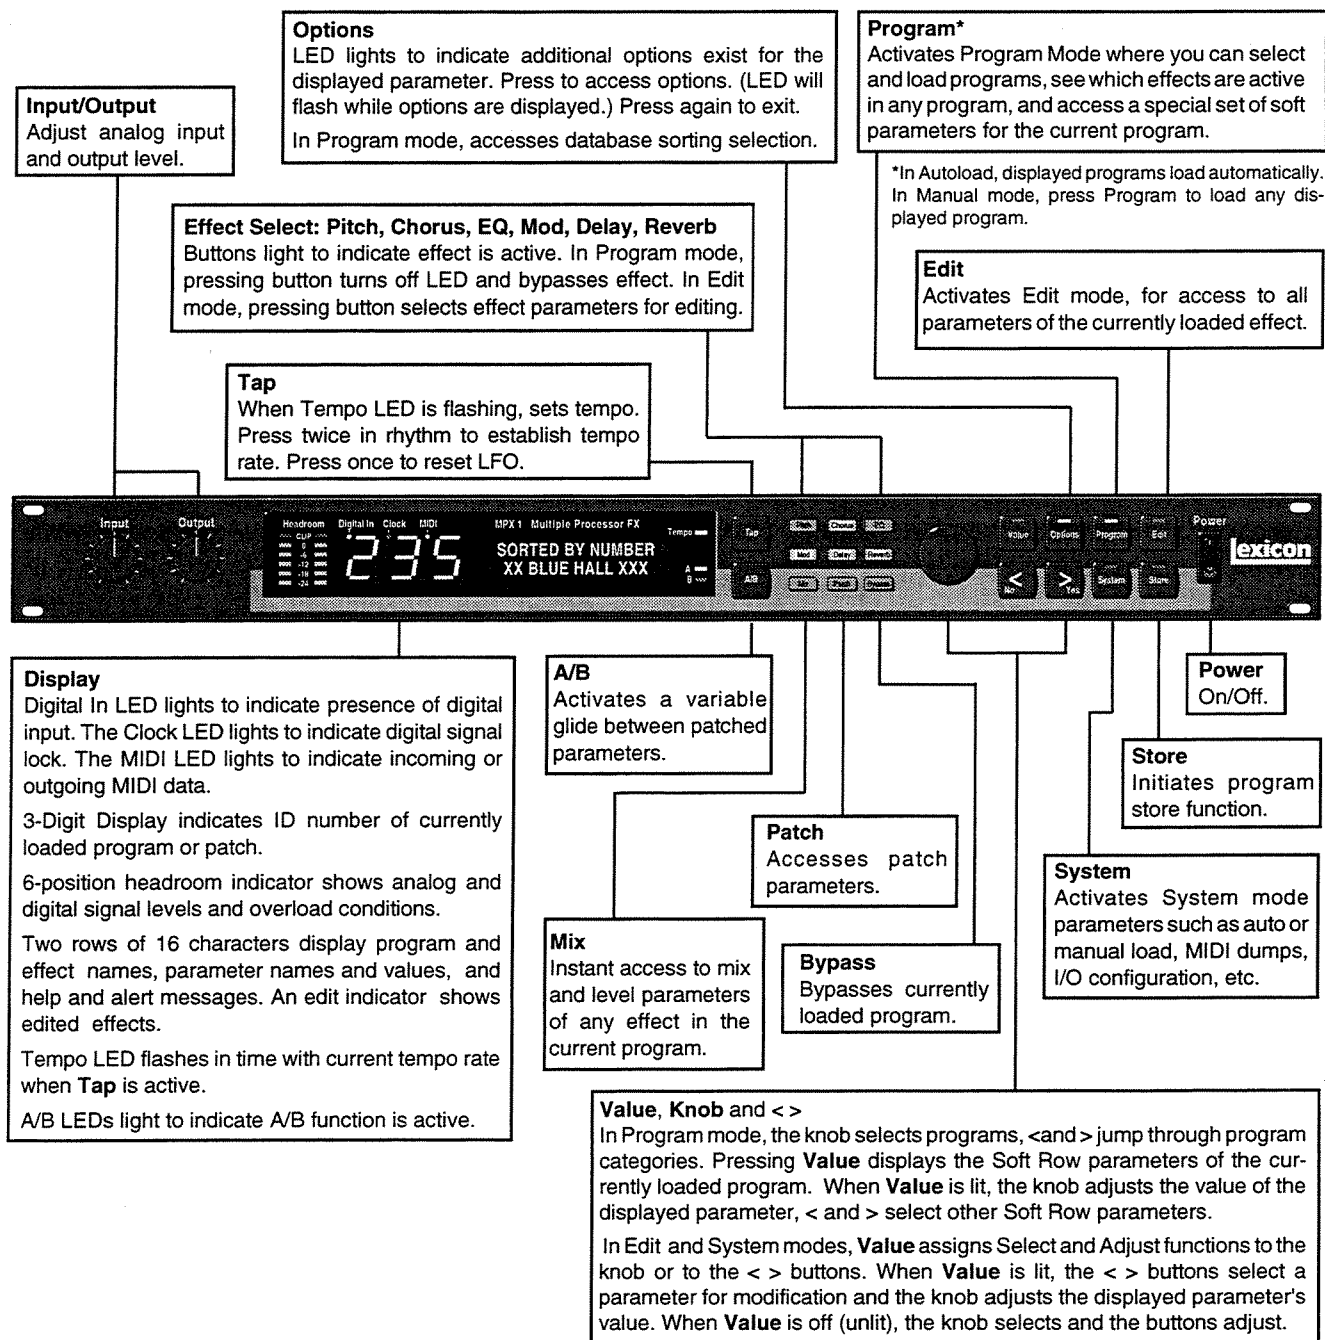 Options
LED lights to indicate additional options exist for the
displayed parameter. Press to access options. (LED will
flash while options are displayed.) Press again to exit.
In Program mode, accesses database sorting selection.
Program*
Activates Program Mode where you can select
and load programs, see which effects are active
in any program, and access a special set of soft
parameters for the current program.
*In Autoload, displayed programs load automatically.
In Manual mode, press Program to load any dis-
played program.
Input/Output
Adjust analog input
and output level.
Effect Select: Pitch, Chorus, EQ, Mod, Delay, Reverb
Buttons light to indicate effect is active. In Program mode,
pressing button turns off LED and bypasses effect. In Edit
mode, pressing button selects effect parameters for editing.
Edit
Activates Edit mode, for access to all
parameters of the currently loaded effect.
Tap
When Tempo LED is flashing, sets tempo.
Press twice in rhythm to establish tempo
rate. Press once to reset LFO.
Input
Output
Headroom
CLIP
0
-6
-12
-18
-24
Digital In Clock MIDI
235
MPX 1 Multiple Processor FX
SORTED BY NUMBER
XX BLUE HALL XXX
Tempo
A
B
Tap
A/B
Pitch Chorus EQ
Mod Delay Reverb
Mix Patch Bypass
Value Options Program Edit
< No
> Yes
System Store
Power
lexicon
Display
Digital In LED lights to indicate presence of digital
input. The Clock LED lights to indicate digital signal
lock. The MIDI LED lights to indicate incoming or
outgoing MIDI data.
3-Digit Display indicates ID number of currently
loaded program or patch.
6-position headroom indicator shows analog and
digital signal levels and overload conditions.
Two rows of 16 characters display program and
effect names, parameter names and values, and
help and alert messages. An edit indicator shows
edited effects.
Tempo LED flashes in time with current tempo rate
when Tap is active.
A/B LEDs light to indicate A/B function is active.
A/B
Activates a variable
glide between patched
parameters.
Power
On/Off.
Store
Initiates program
store function.
Patch
Accesses patch
parameters.
System
Activates System mode
parameters such as auto or
manual load, MIDI dumps,
I/O configuration, etc.
Mix
Instant access to mix
and level parameters
of any effect in the
current program.
Bypass
Bypasses currently
loaded program.
Value, Knob and < >
In Program mode, the knob selects programs, <and > jump through program
categories. Pressing Value displays the Soft Row parameters of the cur-
rently loaded program. When Value is lit, the knob adjusts the value of the
displayed parameter, < and > select other Soft Row parameters.
In Edit and System modes, Value assigns Select and Adjust functions to the
knob or to the < > buttons. When Value is lit, the < > buttons select a
parameter for modification and the knob adjusts the displayed parameter's
value. When Value is off (unlit), the knob selects and the buttons adjust.